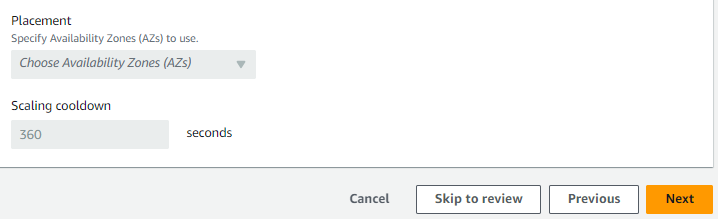 Placement
Specify Availability Zones (AZs) to use.
Choose Availability Zones (AZs)
Scaling cooldown
360 seconds
Cancel Skip to review Previous Next